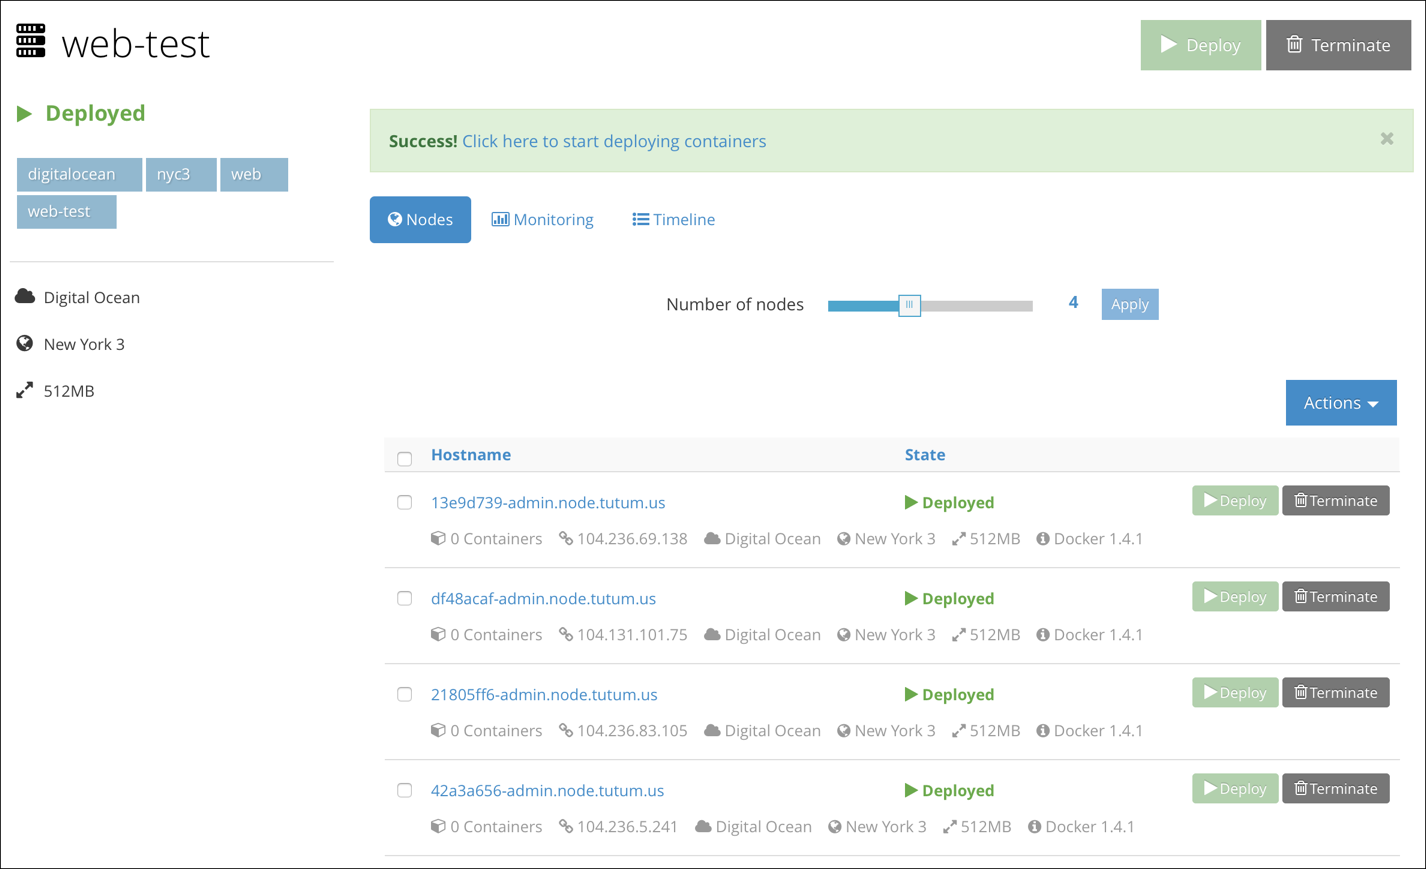 web-test
Deploy Terminate
Deployed
Success! Click here to start deploying containers
digitalocean nyc3 web
web-test
Nodes Monitoring Timeline
Digital Ocean
Number of nodes 4 Apply
New York 3
512MB
Actions
Hostname State
13e9d739-admin.node.tutum.us Deployed Deploy Terminate
0 Containers 104.236.69.138 Digital Ocean New York 3 512MB Docker 1.4.1
df48acaf-admin.node.tutum.us Deployed Deploy Terminate
0 Containers 104.131.101.75 Digital Ocean New York 3 512MB Docker 1.4.1
21805ff6-admin.node.tutum.us Deployed Deploy Terminate
0 Containers 104.236.83.105 Digital Ocean New York 3 512MB Docker 1.4.1
42a3a656-admin.node.tutum.us Deployed Deploy Terminate
0 Containers 104.236.5.241 Digital Ocean New York 3 512MB Docker 1.4.1